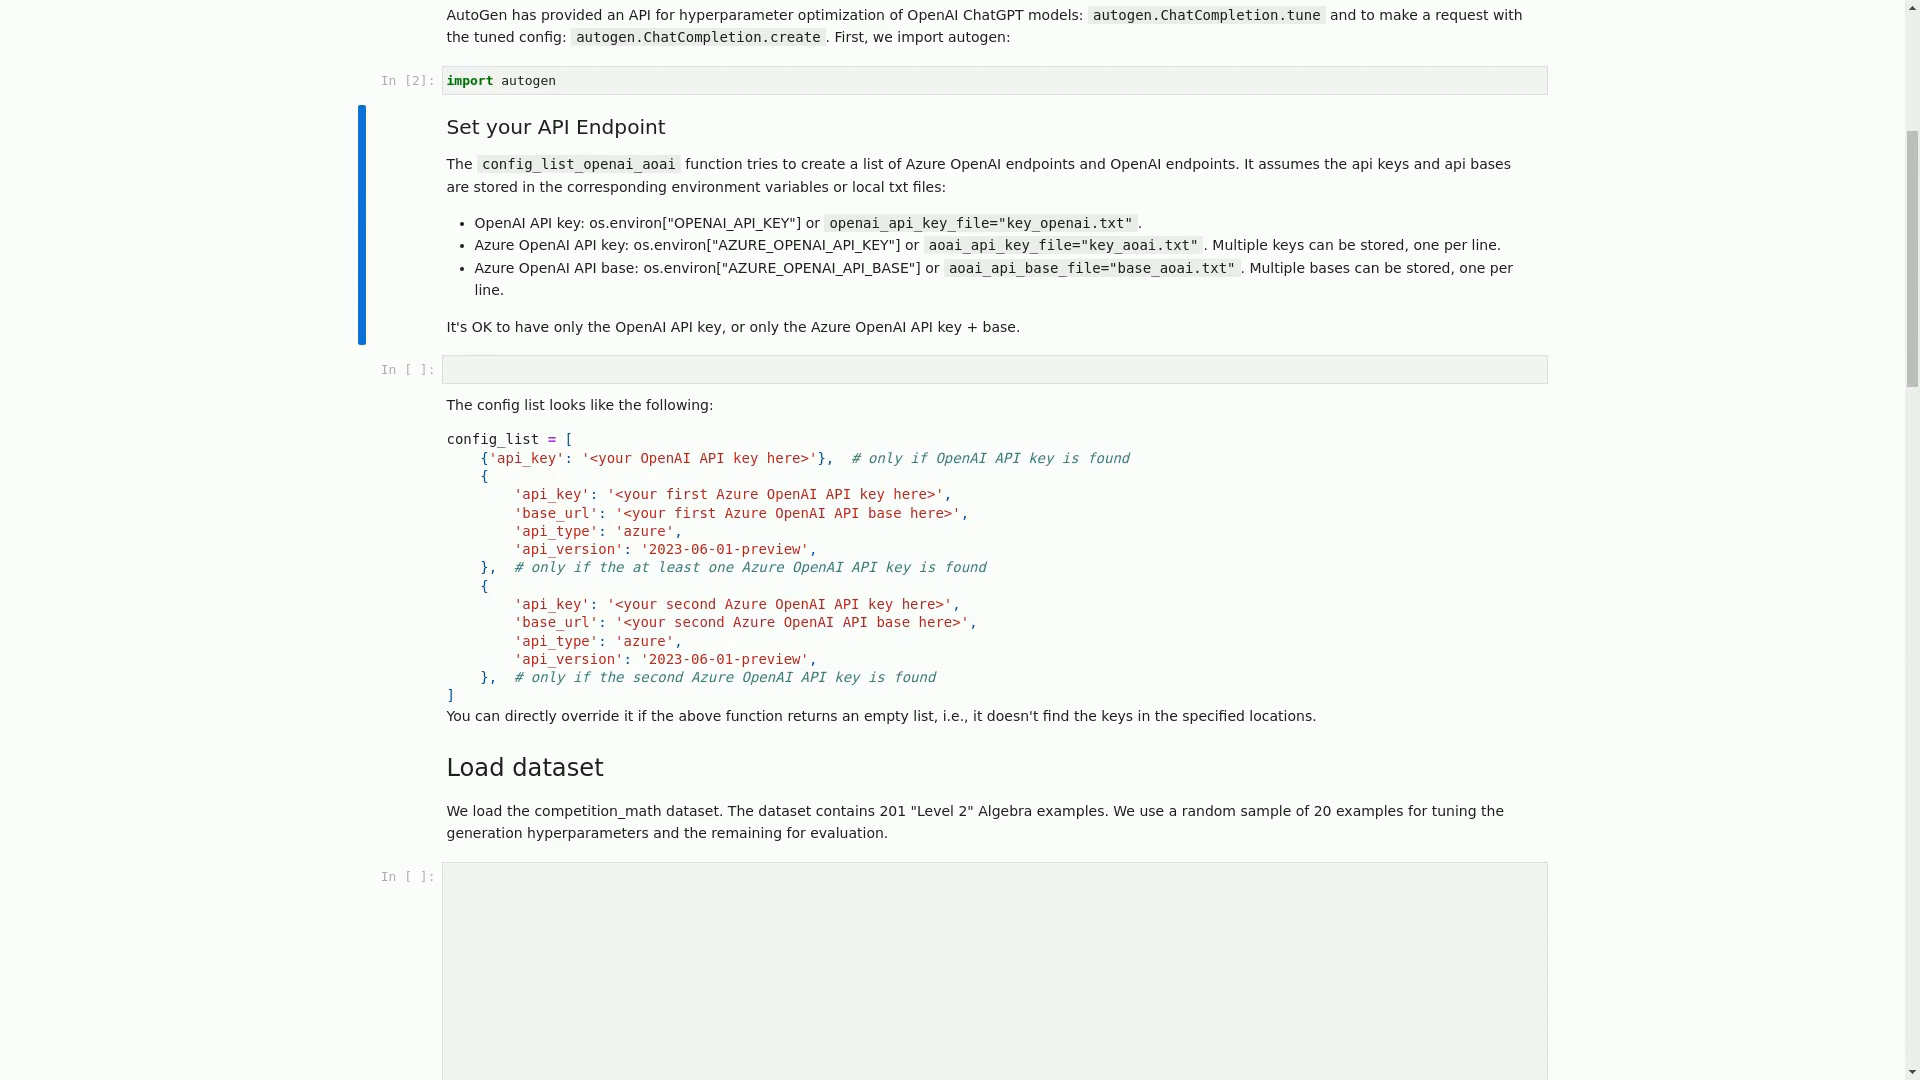 AutoGen has provided an API for hyperparameter optimization of OpenAI ChatGPT models: autogen.ChatCompletion.tune and to make a request with
the tuned config: autogen.ChatCompletion.create . First, we import autogen:
In [2]: import autogen
Set your API Endpoint
The config_list_openai_aoai function tries to create a list of Azure OpenAI endpoints and OpenAI endpoints. It assumes the api keys and api bases
are stored in the corresponding environment variables or local txt files:
• OpenAI API key: os.environ["OPENAI_API_KEY"] or openai_api_key_file="key_openai.txt".
• Azure OpenAI API key: os.environ["AZURE_OPENAI_API_KEY"] or aoai_api_key_file="key_aoai.txt". Multiple keys can be stored, one per line.
• Azure OpenAI API base: os.environ["AZURE_OPENAI_API_BASE"] or aoai_api_base_file="base_aoai.txt". Multiple bases can be stored, one per
line.
It's OK to have only the OpenAI API key, or only the Azure OpenAI API key + base.
In [ ]:
The config list looks like the following:
config_list = [
    {'api_key': '<your OpenAI API key here>'},  # only if OpenAI API key is found
    {
        'api_key': '<your first Azure OpenAI API key here>',
        'base_url': '<your first Azure OpenAI API base here>',
        'api_type': 'azure',
        'api_version': '2023-06-01-preview',
    },  # only if the at least one Azure OpenAI API key is found
    {
        'api_key': '<your second Azure OpenAI API key here>',
        'base_url': '<your second Azure OpenAI API base here>',
        'api_type': 'azure',
        'api_version': '2023-06-01-preview',
    },  # only if the second Azure OpenAI API key is found
]
You can directly override it if the above function returns an empty list, i.e., it doesn't find the keys in the specified locations.
Load dataset
We load the competition_math dataset. The dataset contains 201 "Level 2" Algebra examples. We use a random sample of 20 examples for tuning the
generation hyperparameters and the remaining for evaluation.
In [ ]: